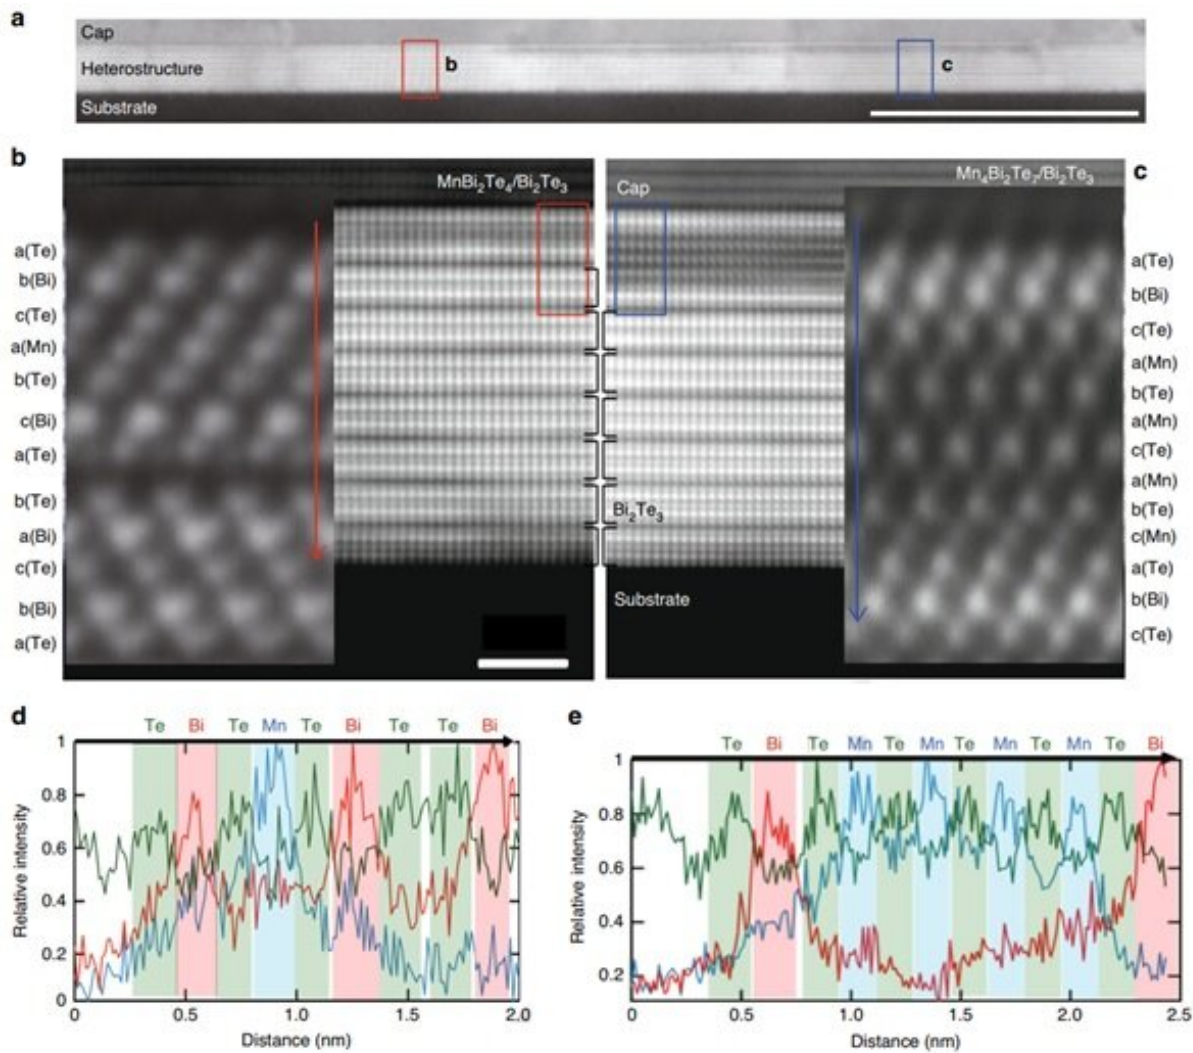 a
Cap
Heterostructure
Substrate
b
c
b
MnBi₂Te₄/Bi₂Te₃
a(Te)
b(Bi)
c(Te)
a(Mn)
b(Te)
c(Bi)
a(Te)
b(Te)
a(Bi)
c(Te)
b(Bi)
a(Te)
c
Cap
Mn₄Bi₂Te₇/Bi₂Te₃
Bi₂Te₃
Substrate
a(Te)
b(Bi)
c(Te)
a(Mn)
b(Te)
a(Mn)
c(Te)
a(Mn)
b(Te)
c(Mn)
a(Te)
b(Bi)
c(Te)
d
Te Bi Te Mn Te Bi Te Te Bi
Relative intensity
1
0.8
0.6
0.4
0.2
0
0 0.5 1.0 1.5 2.0
Distance (nm)
e
Te Bi Te Mn Te Mn Te Mn Te Mn Te Bi
Relative intensity
1
0.8
0.6
0.4
0.2
0 0.5 1.0 1.5 2.0 2.5
Distance (nm)